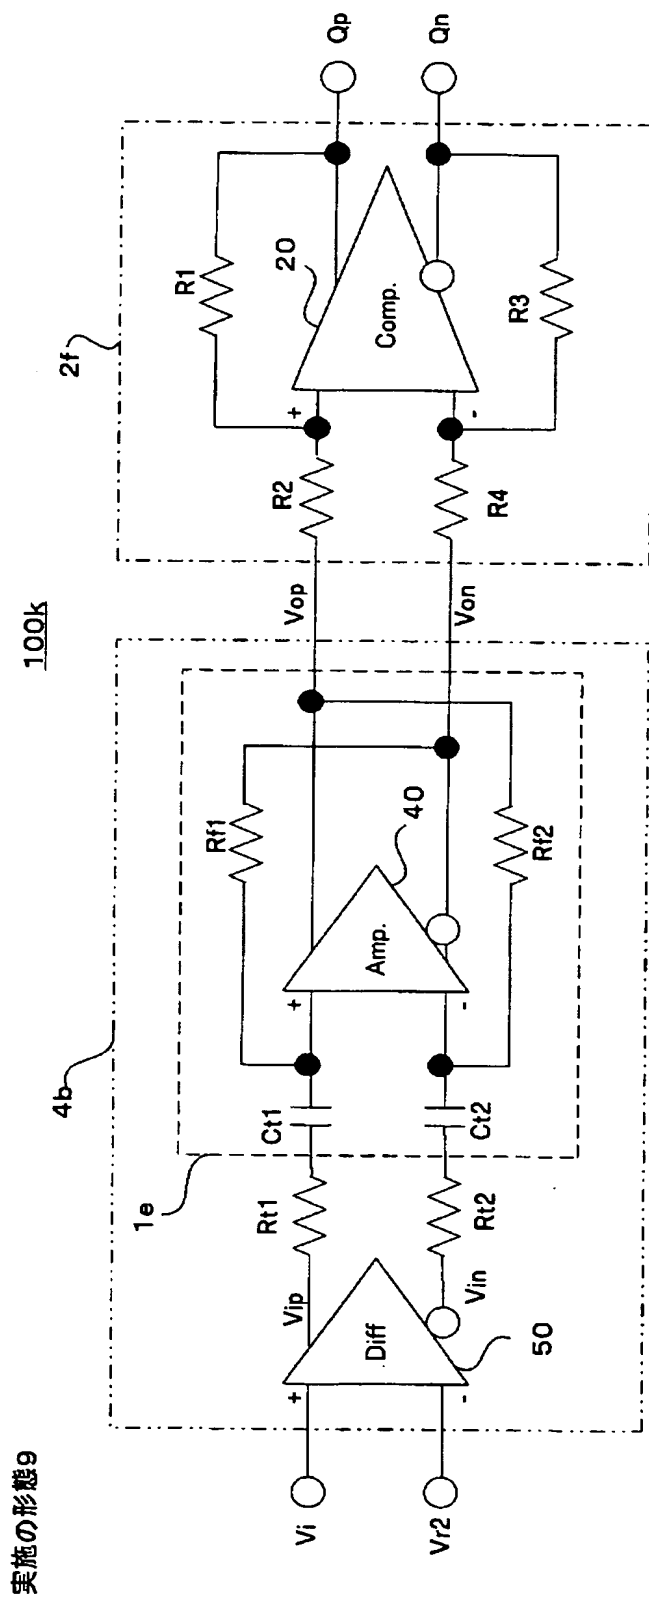 実施の形態9
100k
4b
1e
2f
Vi
Vr2
+
-
Diff
50
Vip
Vin
Rt1
Rt2
Ct1
Ct2
+
-
Amp.
40
Rf1
Rf2
Vop
Von
R2
R4
+
-
Comp.
20
R1
R3
Qp
Qn